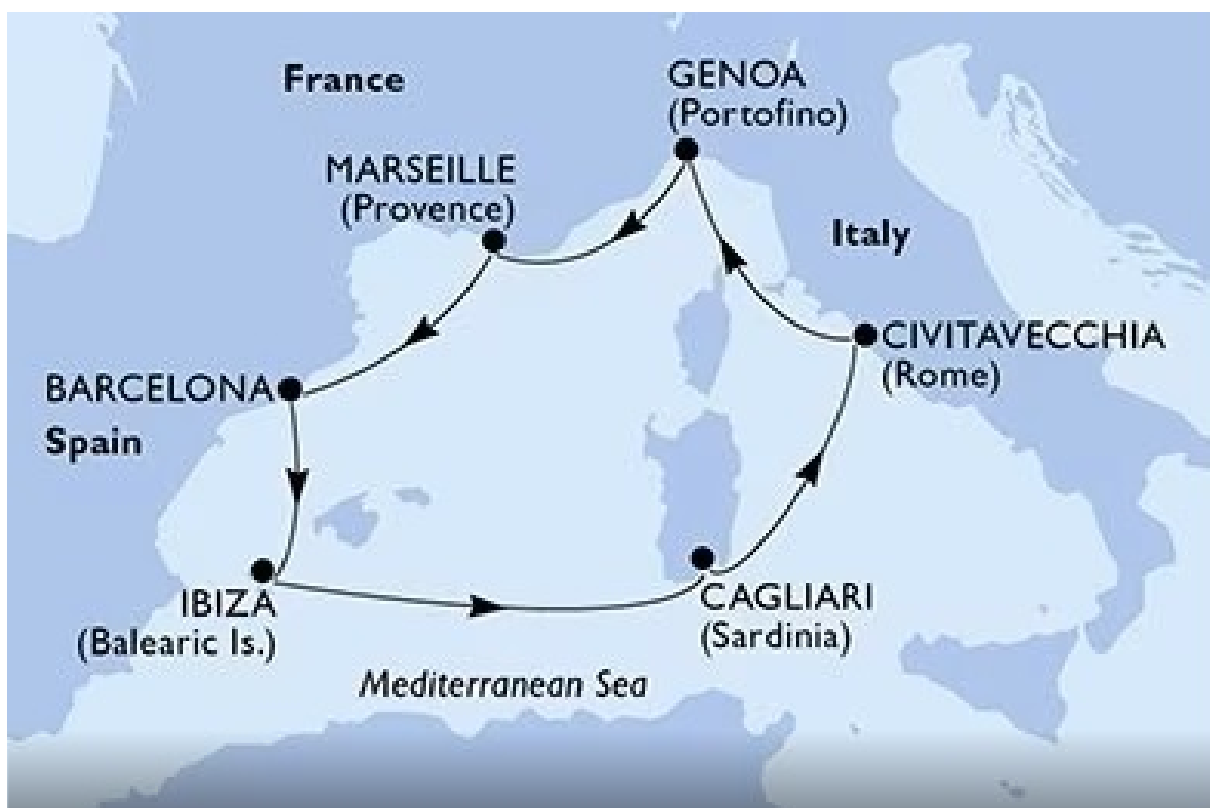 France
GENOA
(Portofino)
MARSEILLE
(Provence)
Italy
CIVITAVECCHIA
(Rome)
BARCELONA
Spain
IBIZA
(Balearic Is.)
CAGLIARI
(Sardinia)
Mediterranean Sea